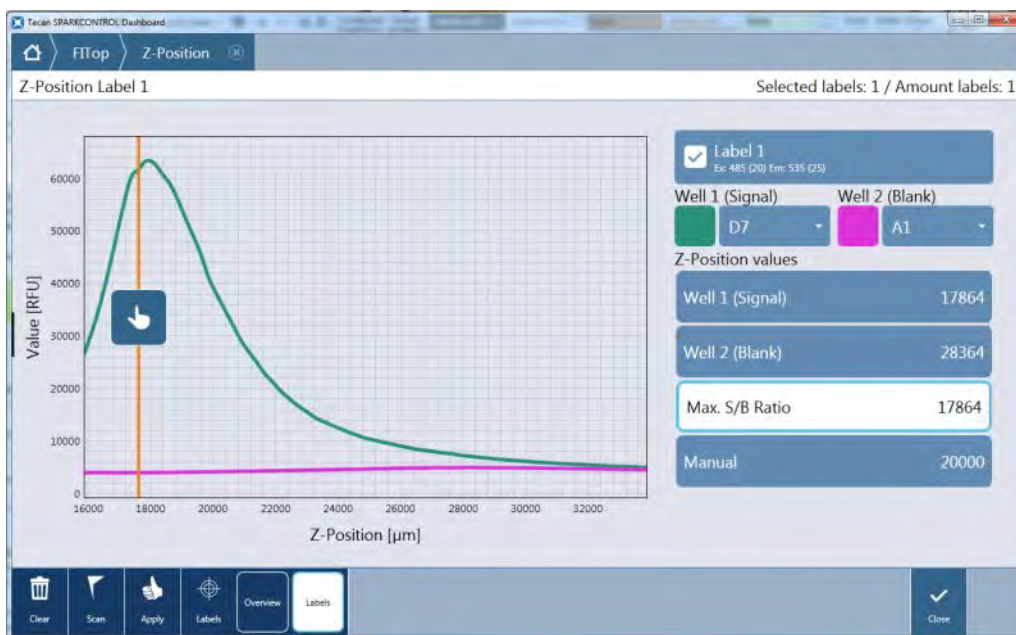 Tecan SPARKCONTROL Dashboard
FITop
Z-Position
Z-Position Label 1
Selected labels: 1 / Amount labels: 1
Value [RFU]
60000
50000
40000
30000
20000
10000
0
16000 18000 20000 22000 24000 26000 28000 30000 32000
Z-Position [µm]
Label 1
Ex: 485 (20) Em: 535 (25)
Well 1 (Signal) Well 2 (Blank)
D7 A1
Z-Position values
Well 1 (Signal) 17864
Well 2 (Blank) 28364
Max. S/B Ratio 17864
Manual 20000
Clear Scan Apply Labels Overview Labels Close